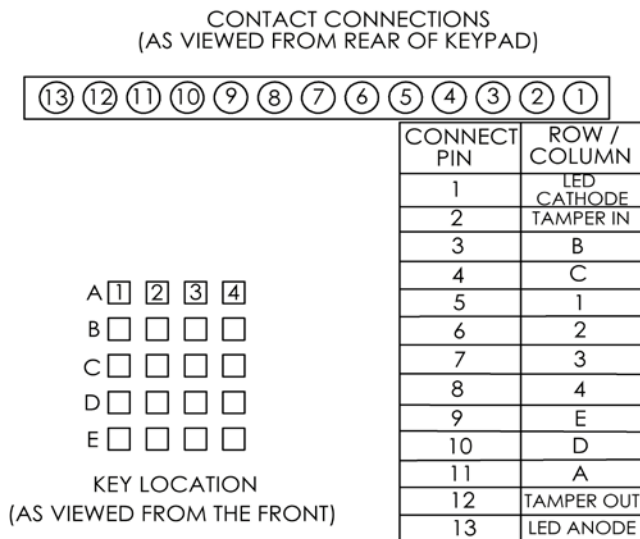 CONTACT CONNECTIONS
(AS VIEWED FROM REAR OF KEYPAD)
13 12 11 10 9 8 7 6 5 4 3 2 1
CONNECT PIN ROW / COLUMN
1 LED CATHODE
2 TAMPER IN
3 B
4 C
5 1
6 2
7 3
8 4
9 E
10 D
11 A
12 TAMPER OUT
13 LED ANODE
A 1 2 3 4
B
C
D
E
KEY LOCATION
(AS VIEWED FROM THE FRONT)